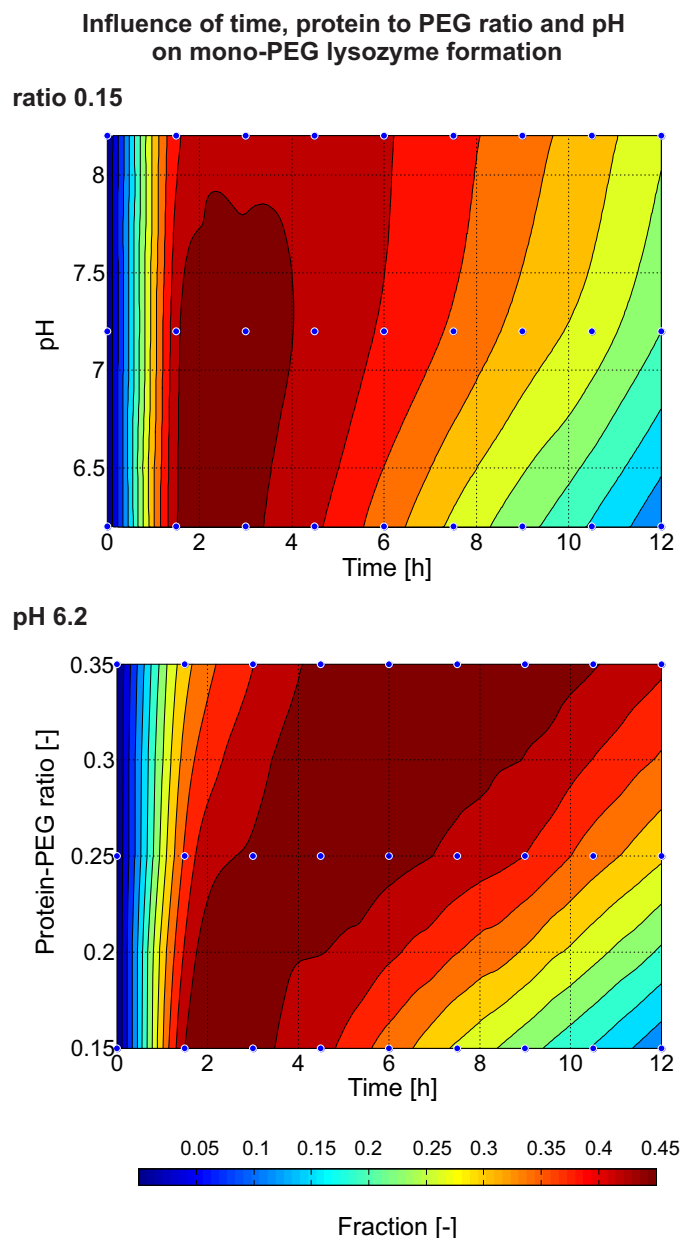 Influence of time, protein to PEG ratio and pH
on mono-PEG lysozyme formation
ratio 0.15
8
7.5
7
6.5
pH
0 2 4 6 8 10 12
Time [h]
pH 6.2
0.35
0.3
0.25
0.2
0.15
Protein-PEG ratio [-]
0 2 4 6 8 10 12
Time [h]
0.05 0.1 0.15 0.2 0.25 0.3 0.35 0.4 0.45
Fraction [-]